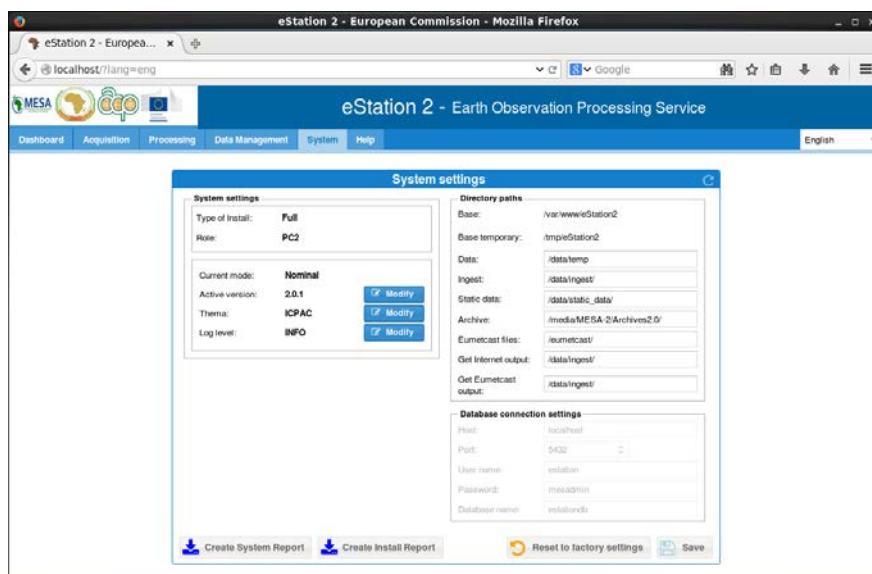 eStation 2 - European Commission - Mozilla Firefox
eStation 2 - Europea...
localhost/?lang=eng
Google
MESA
acp
eStation 2 - Earth Observation Processing Service
Dashboard Acquisition Processing Data Management System Help
English
System settings
System settings
Type of Install: Full
Role: PC2
Current mode: Nominal
Active version: 2.0.1 Modify
Thema: ICPAC Modify
Log level: INFO Modify
Directory paths
Base: /var/www/eStation2
Base temporary: /tmp/eStation2
Data: /data/temp
Ingest: /data/ingest/
Static data: /data/static_data/
Archive: /media/MESA-2/Archives2.0/
Eumetcast files: /eumetcast/
Get Internet output: /data/ingest/
Get Eumetcast output: /data/ingest/
Database connection settings
Host: localhost
Port: 5432
User name: estation
Password: mesadmin
Database name: estationdb
Create System Report Create Install Report Reset to factory settings Save